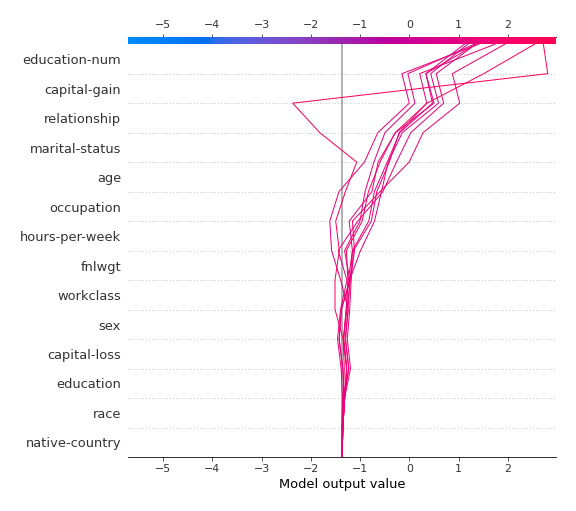 −5 −4 −3 −2 −1 0 1 2
education-num
capital-gain
relationship
marital-status
age
occupation
hours-per-week
fnlwgt
workclass
sex
capital-loss
education
race
native-country
−5 −4 −3 −2 −1 0 1 2
Model output value